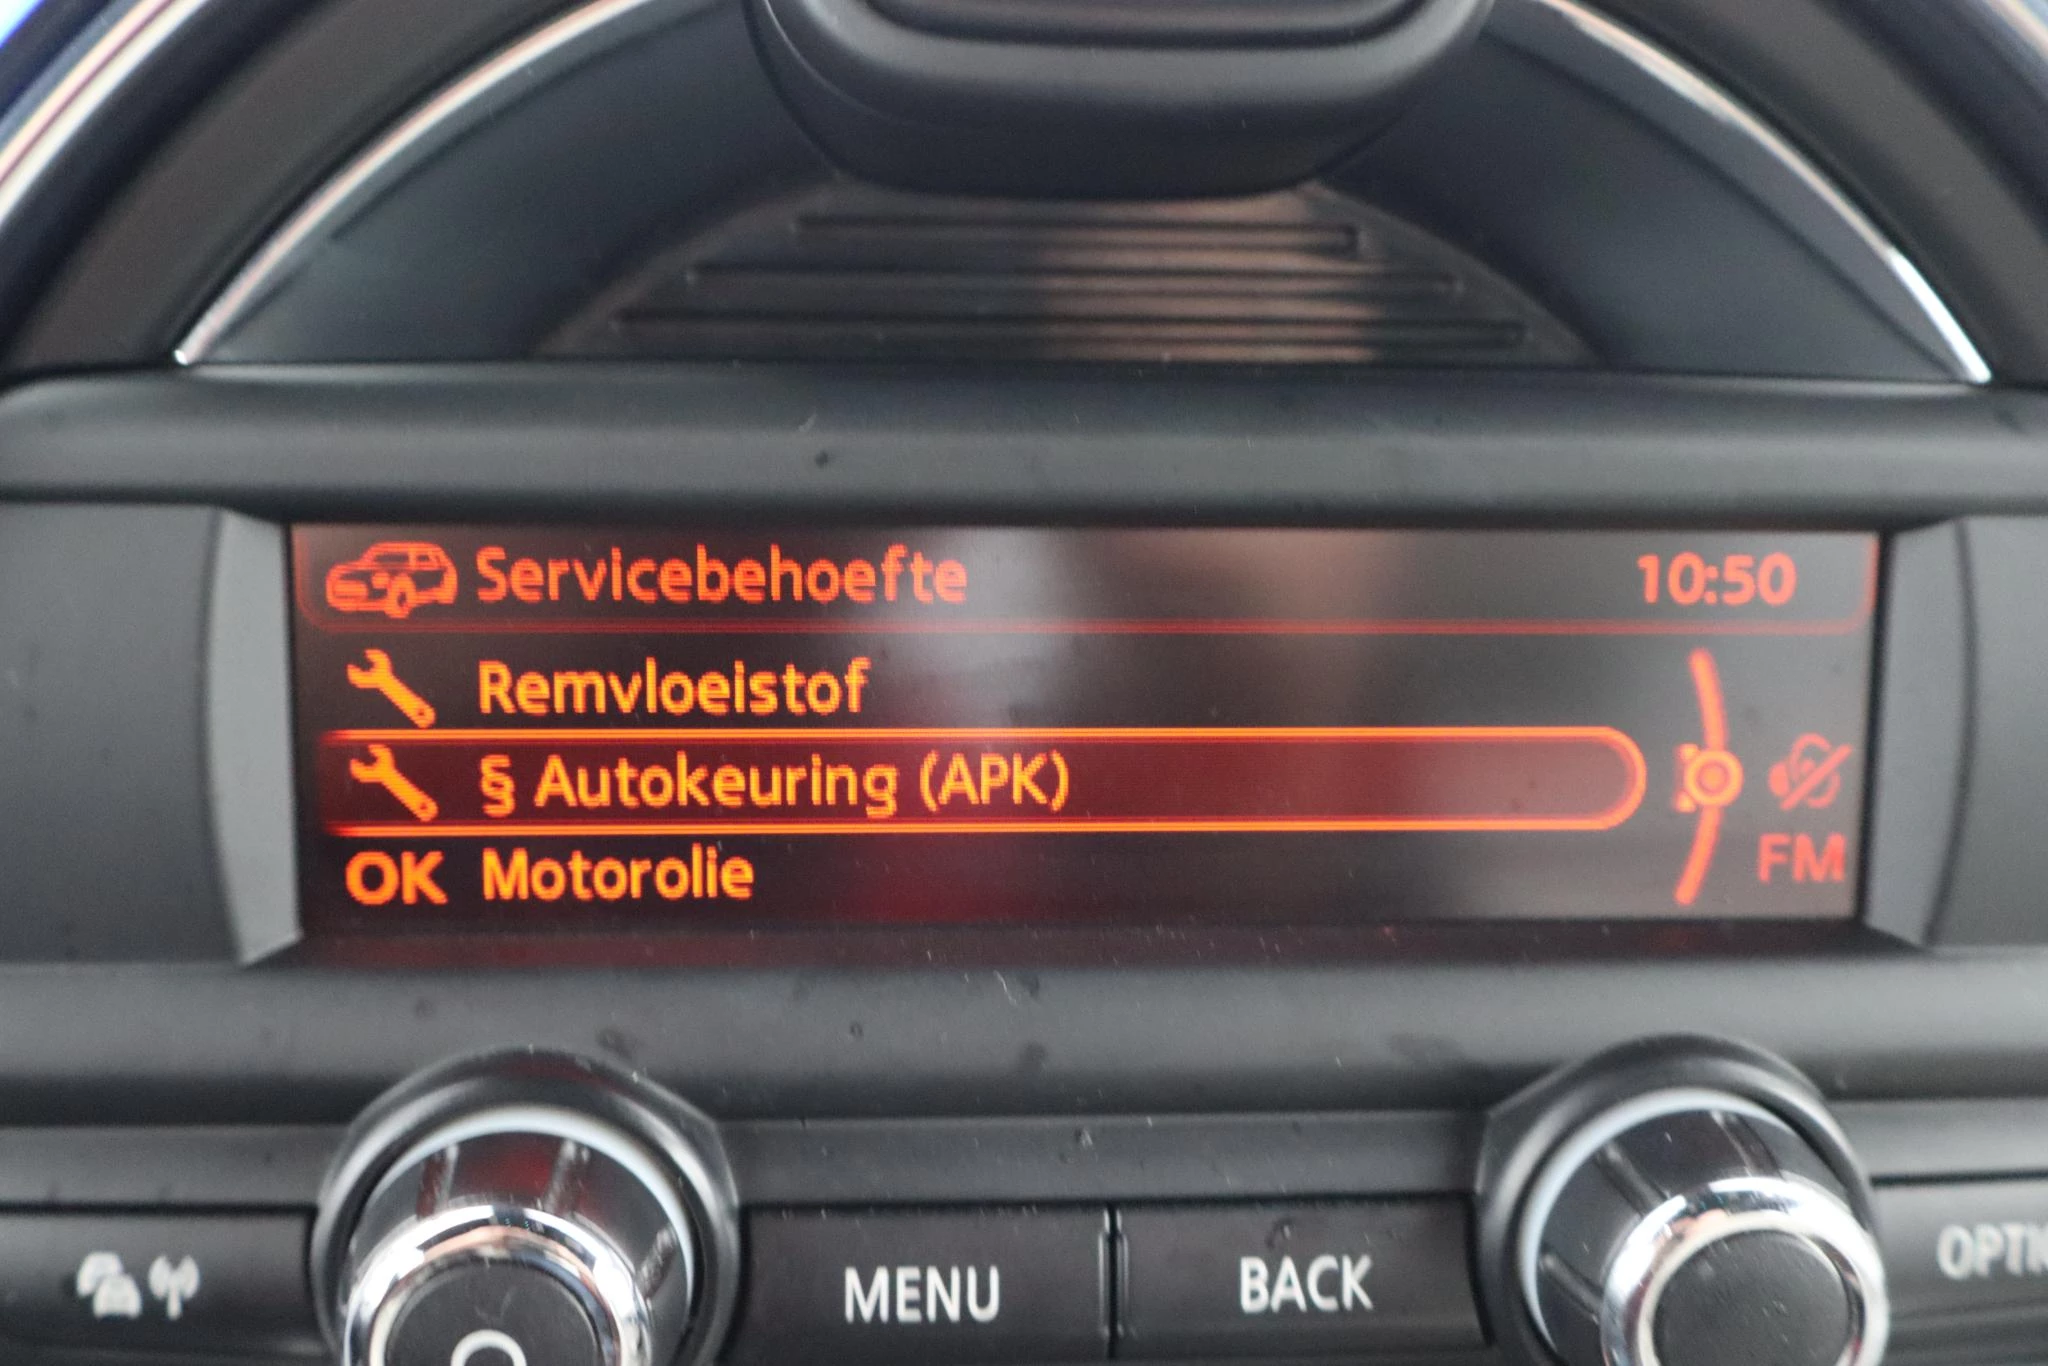 Servicebehoefte 10:50
Remvloeistof
§ Autokeuring (APK)
OK Motorolie
FM
MENU BACK